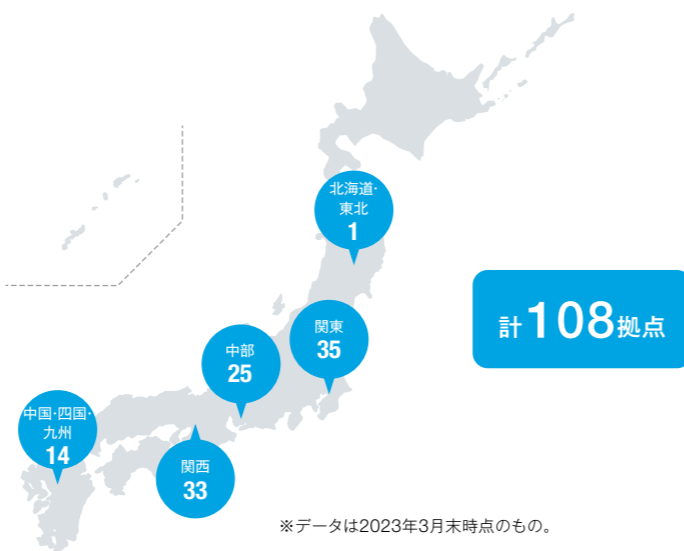 北海道・
東北
1
関東
35
計108拠点
中部
25
中国・四国・
九州
14
関西
33
※データは2023年3月末時点のもの。